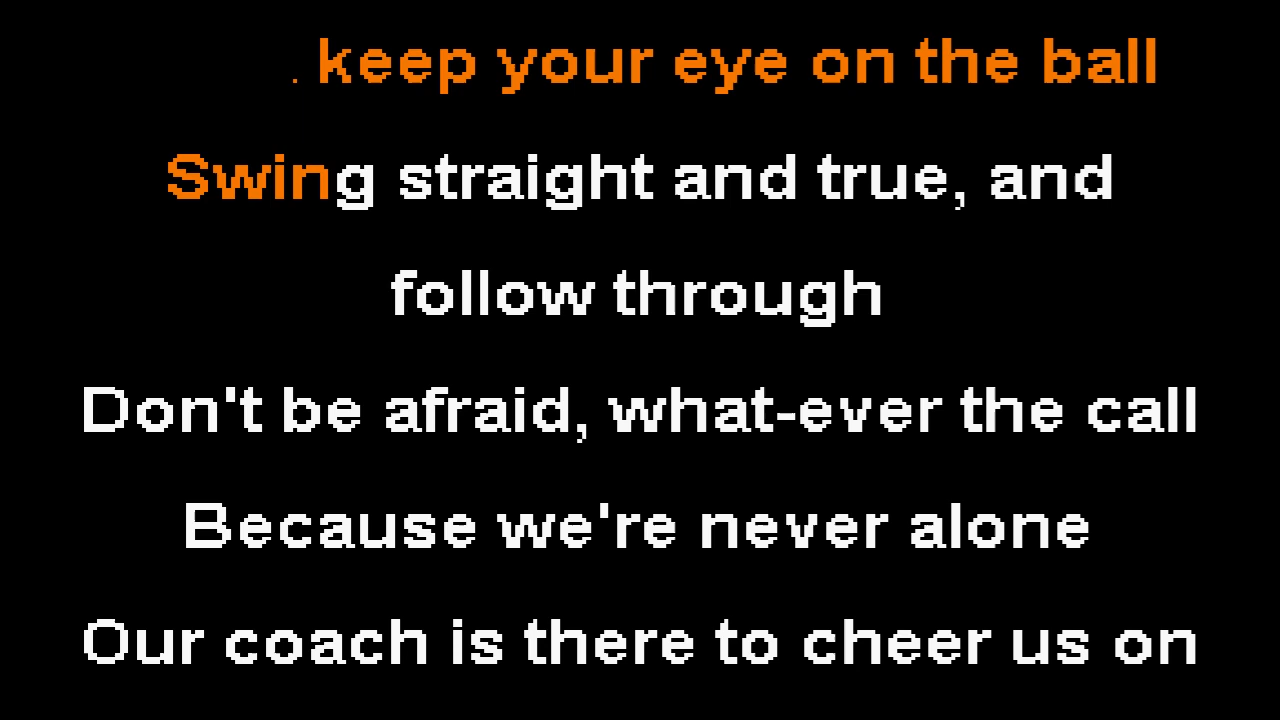 . keep your eye on the ball
Swing straight and true, and
follow through
Don't be afraid, what-ever the call
Because we're never alone
Our coach is there to cheer us on